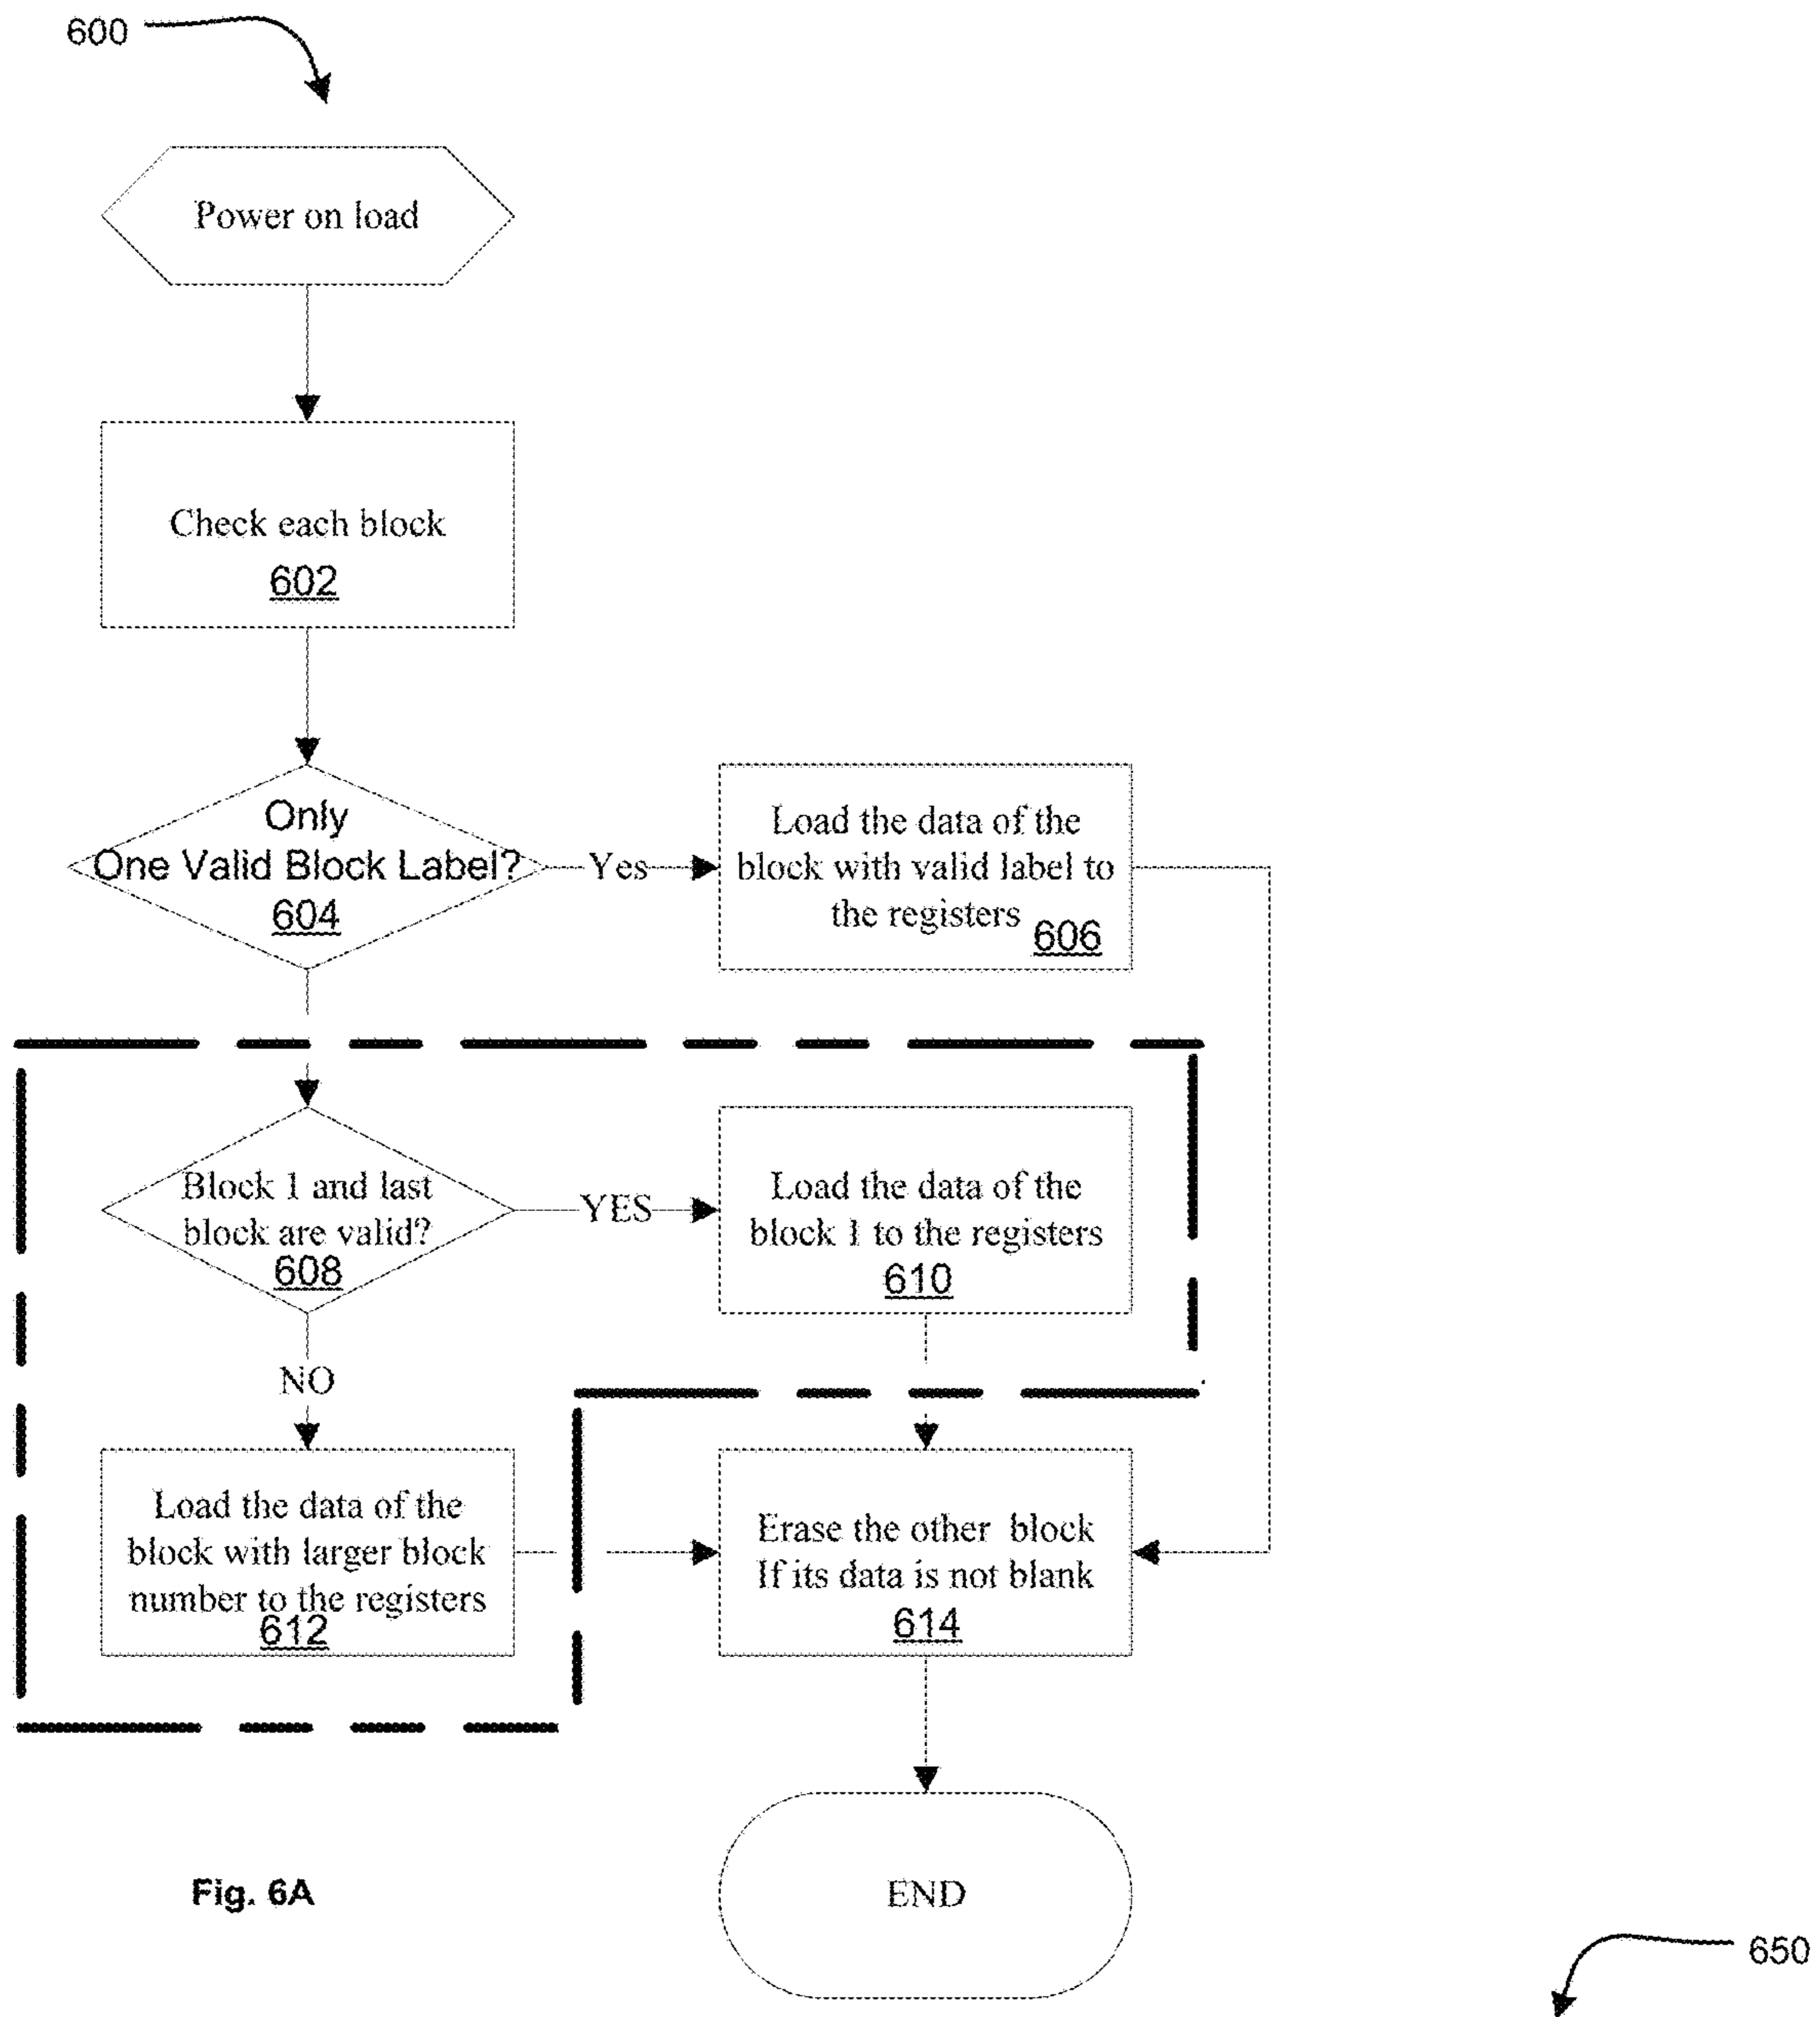 600
Power on load
Check each block
602
Only
One Valid Block Label?
604
Yes
Load the data of the
block with valid label to
the registers
606
Block 1 and last
block are valid?
608
YES
Load the data of the
block 1 to the registers
610
NO
Load the data of the
block with larger block
number to the registers
612
Erase the other block
If its data is not blank
614
Fig. 6A
END
650